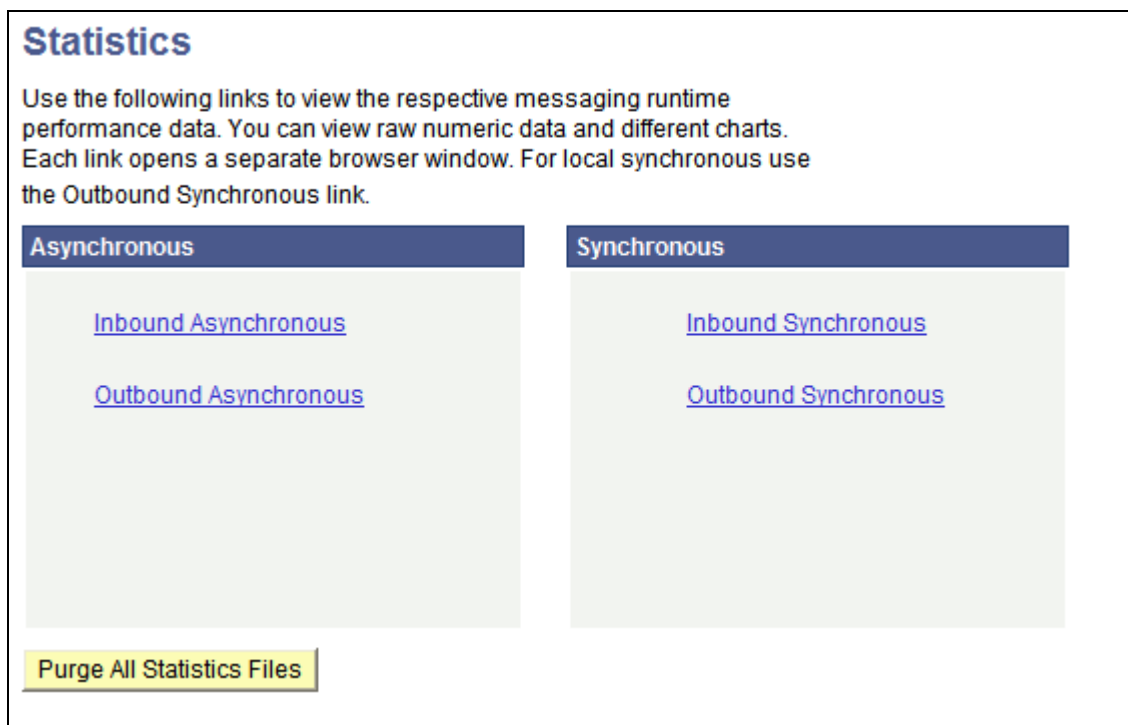 Statistics
Use the following links to view the respective messaging runtime
performance data. You can view raw numeric data and different charts.
Each link opens a separate browser window. For local synchronous use
the Outbound Synchronous link.
Asynchronous
Inbound Asynchronous
Outbound Asynchronous
Synchronous
Inbound Synchronous
Outbound Synchronous
Purge All Statistics Files